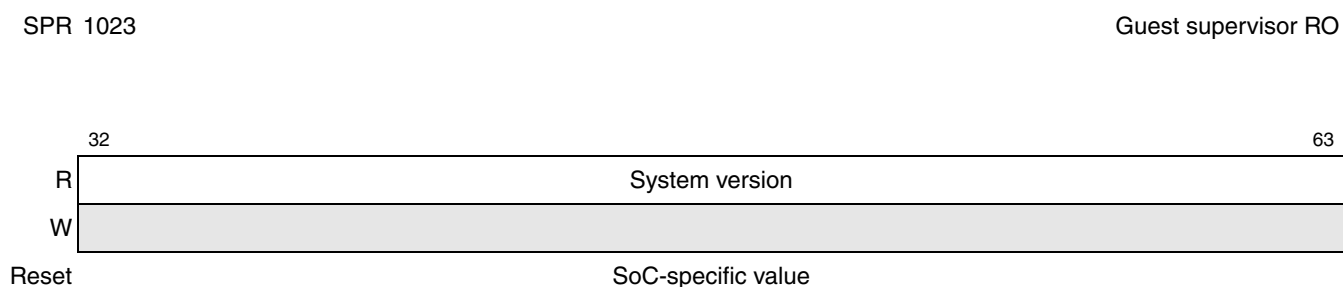 SPR 1023 Guest supervisor RO
32 63
R System version
W
Reset SoC-specific value